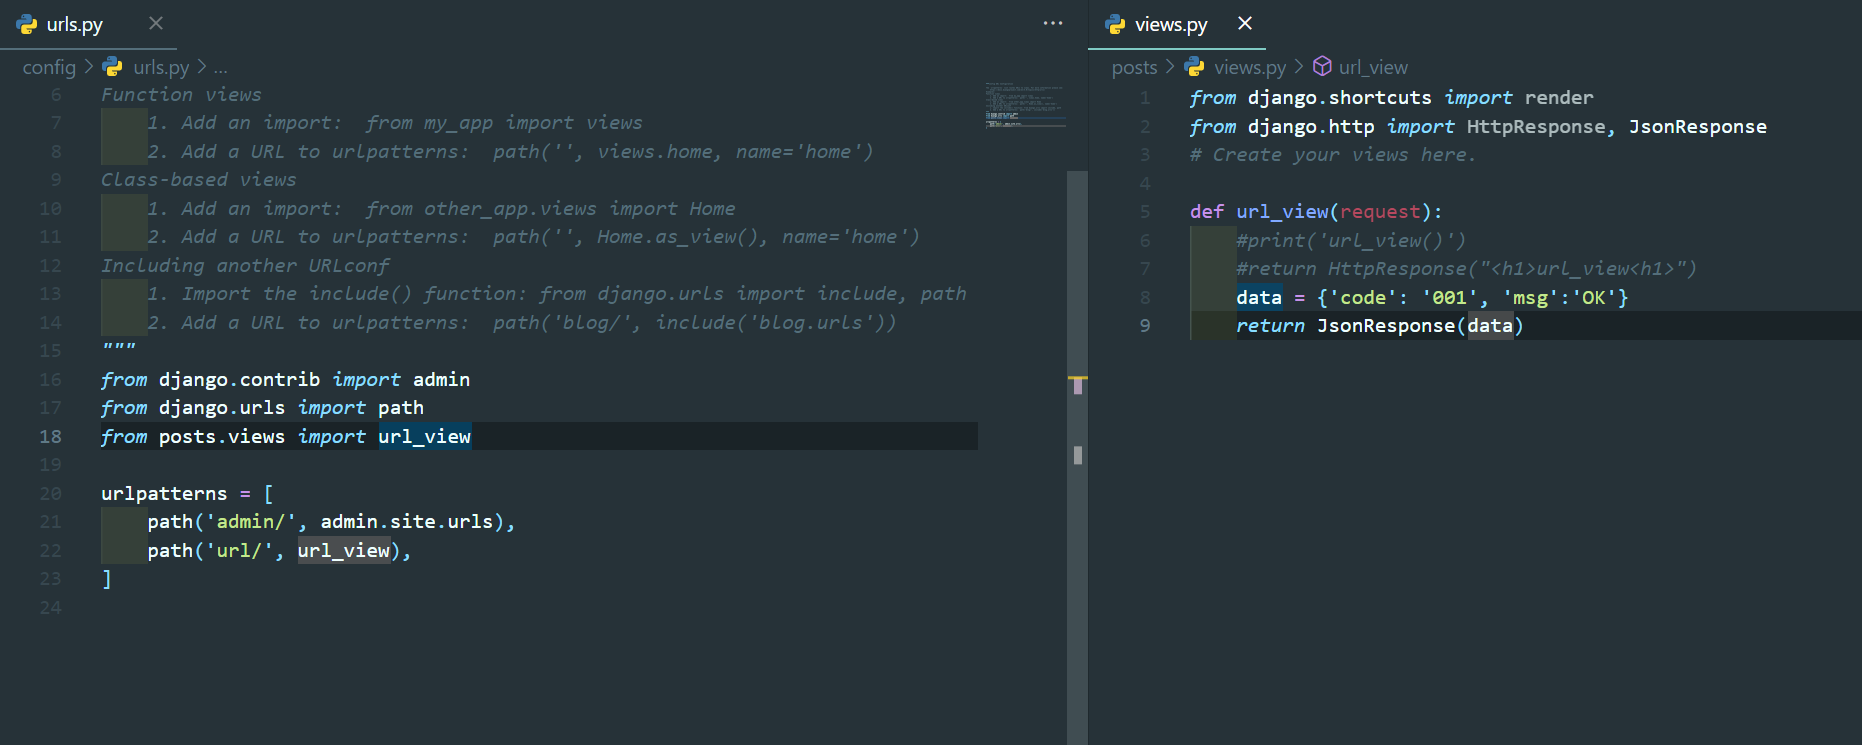 urls.py
config > urls.py > ...
6 Function views
7     1. Add an import:  from my_app import views
8     2. Add a URL to urlpatterns:  path('', views.home, name='home')
9 Class-based views
10     1. Add an import:  from other_app.views import Home
11     2. Add a URL to urlpatterns:  path('', Home.as_view(), name='home')
12 Including another URLconf
13     1. Import the include() function: from django.urls import include, path
14     2. Add a URL to urlpatterns:  path('blog/', include('blog.urls'))
15 """
16 from django.contrib import admin
17 from django.urls import path
18 from posts.views import url_view
19
20 urlpatterns = [
21     path('admin/', admin.site.urls),
22     path('url/', url_view),
23 ]
24
views.py
posts > views.py > url_view
1 from django.shortcuts import render
2 from django.http import HttpResponse, JsonResponse
3 # Create your views here.
4
5 def url_view(request):
6     #print('url_view()')
7     #return HttpResponse("<h1>url_view<h1>")
8     data = {'code': '001', 'msg':'OK'}
9     return JsonResponse(data)